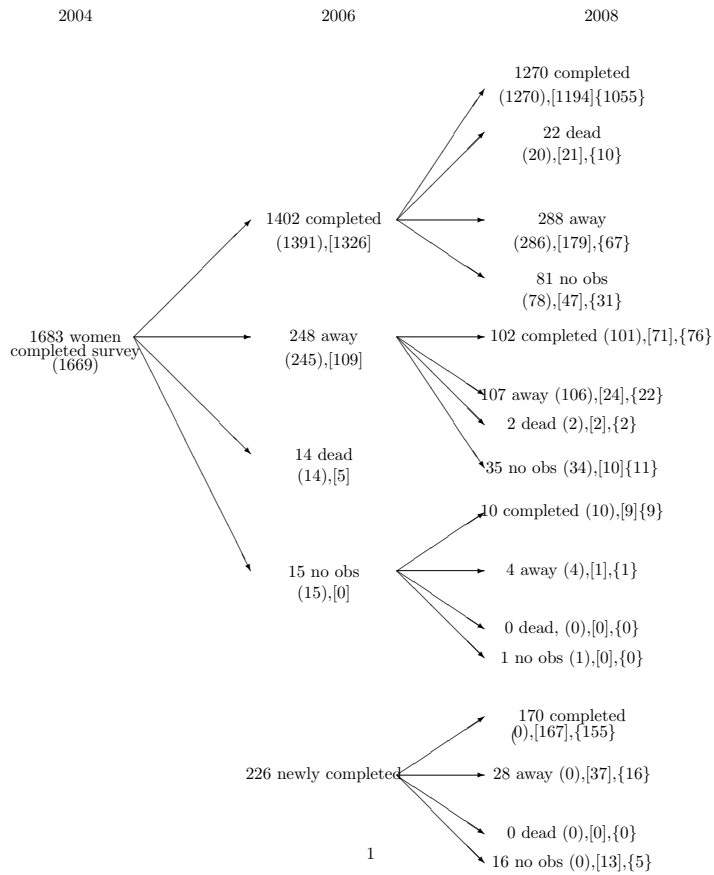 2004
2006
2008
1683 women
completed survey
(1669)
1402 completed
(1391),[1326]
248 away
(245),[109]
14 dead
(14),[5]
15 no obs
(15),[0]
226 newly completed
1270 completed
(1270),[1194]{1055}
22 dead
(20),[21],{10}
288 away
(286),[179],{67}
81 no obs
(78),[47],{31}
102 completed (101),[71],{76}
107 away (106),[24],{22}
2 dead (2),[2],{2}
35 no obs (34),[10]{11}
10 completed (10),[9]{9}
4 away (4),[1],{1}
0 dead, (0),[0],{0}
1 no obs (1),[0],{0}
170 completed
(0),[167],{155}
28 away (0),[37],{16}
0 dead (0),[0],{0}
16 no obs (0),[13],{5}
1